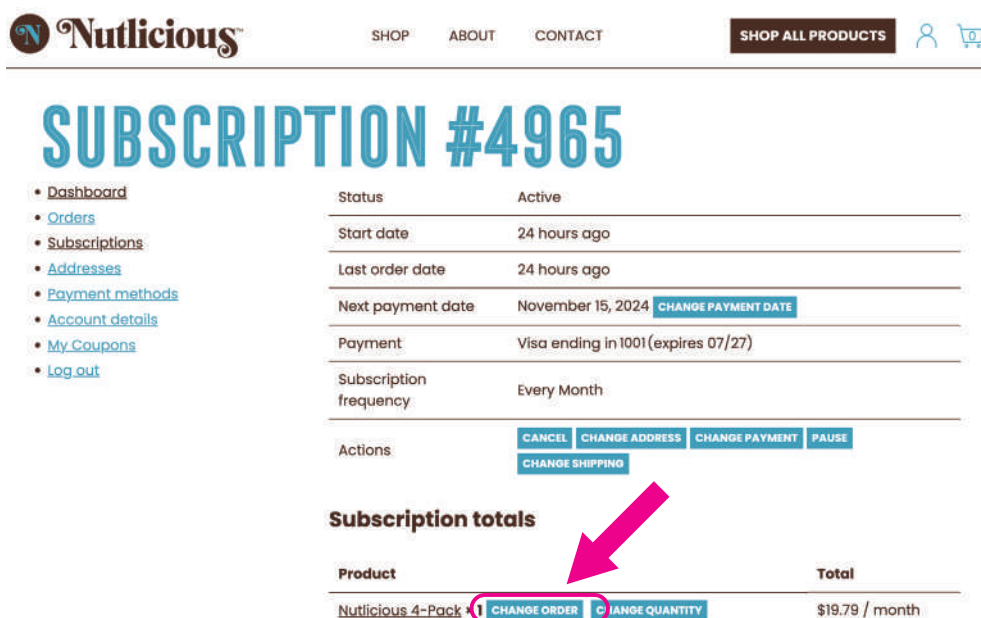 N Nutlicious™
SHOP ABOUT CONTACT
SHOP ALL PRODUCTS
0
SUBSCRIPTION #4965
• Dashboard
• Orders
• Subscriptions
• Addresses
• Payment methods
• Account details
• My Coupons
• Log out
Status Active
Start date 24 hours ago
Last order date 24 hours ago
Next payment date November 15, 2024 CHANGE PAYMENT DATE
Payment Visa ending in 1001 (expires 07/27)
Subscription
frequency
Every Month
Actions
CANCEL CHANGE ADDRESS CHANGE PAYMENT PAUSE
CHANGE SHIPPING
Subscription totals
Product Total
Nutlicious 4-Pack × 1 CHANGE ORDER CHANGE QUANTITY $19.79 / month